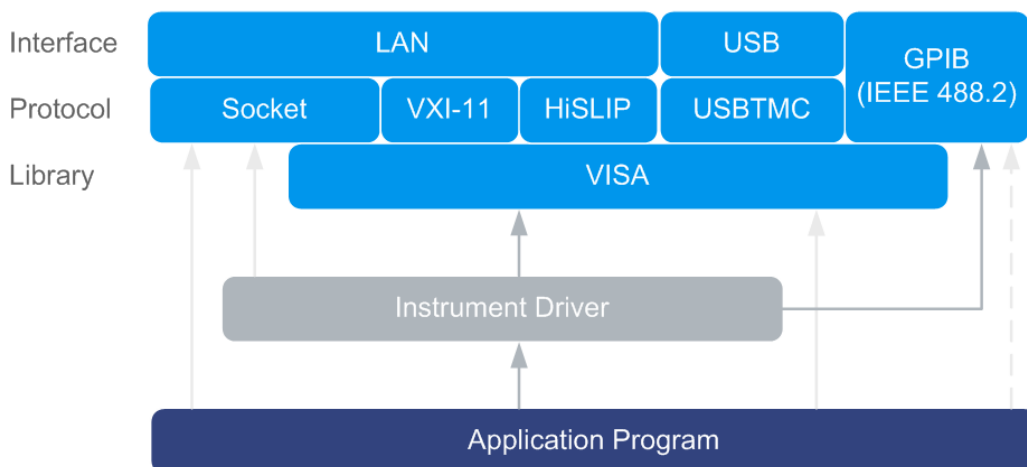 Interface
LAN
USB
GPIB
(IEEE 488.2)
Protocol
Socket
VXI-11
HiSLIP
USBTMC
Library
VISA
Instrument Driver
Application Program